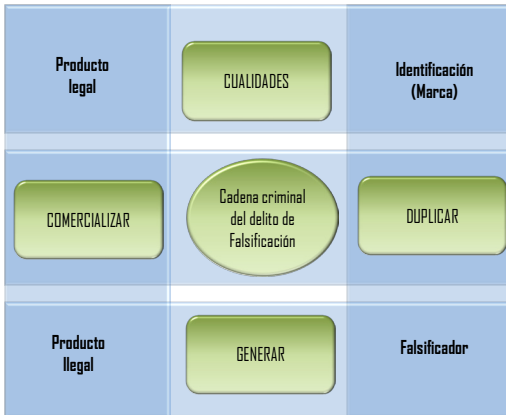 Producto
legal
CUALIDADES
Identificación
(Marca)
COMERCIALIZAR
Cadena criminal
del delito de
Falsificación
DUPLICAR
Producto
Ilegal
GENERAR
Falsificador